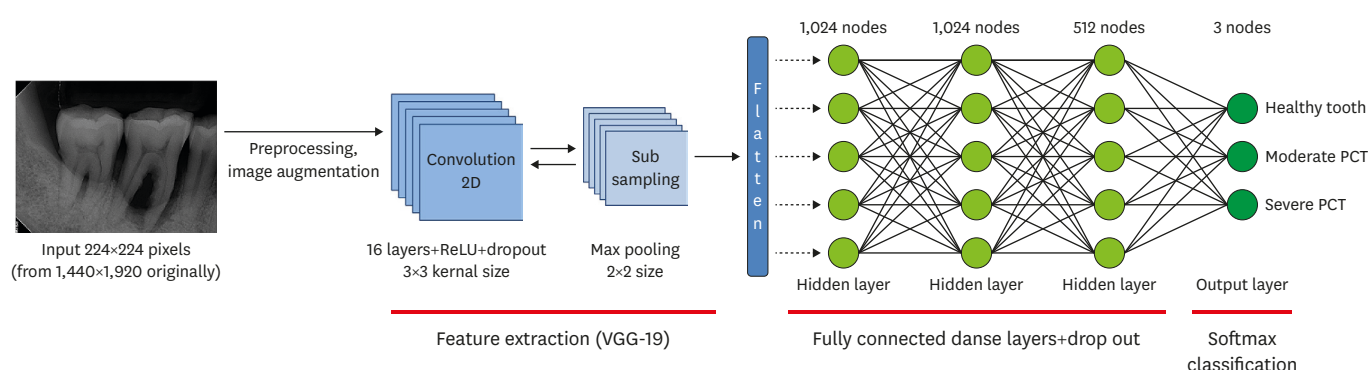 1,024 nodes
1,024 nodes
512 nodes
3 nodes
Preprocessing,
image augmentation
Convolution
2D
Sub
sampling
Flatten
Healthy tooth
Moderate PCT
Severe PCT
Input 224×224 pixels
(from 1,440×1,920 originally)
16 layers+ReLU+dropout
3×3 kernal size
Max pooling
2×2 size
Hidden layer
Hidden layer
Hidden layer
Output layer
Feature extraction (VGG-19)
Fully connected danse layers+drop out
Softmax
classification